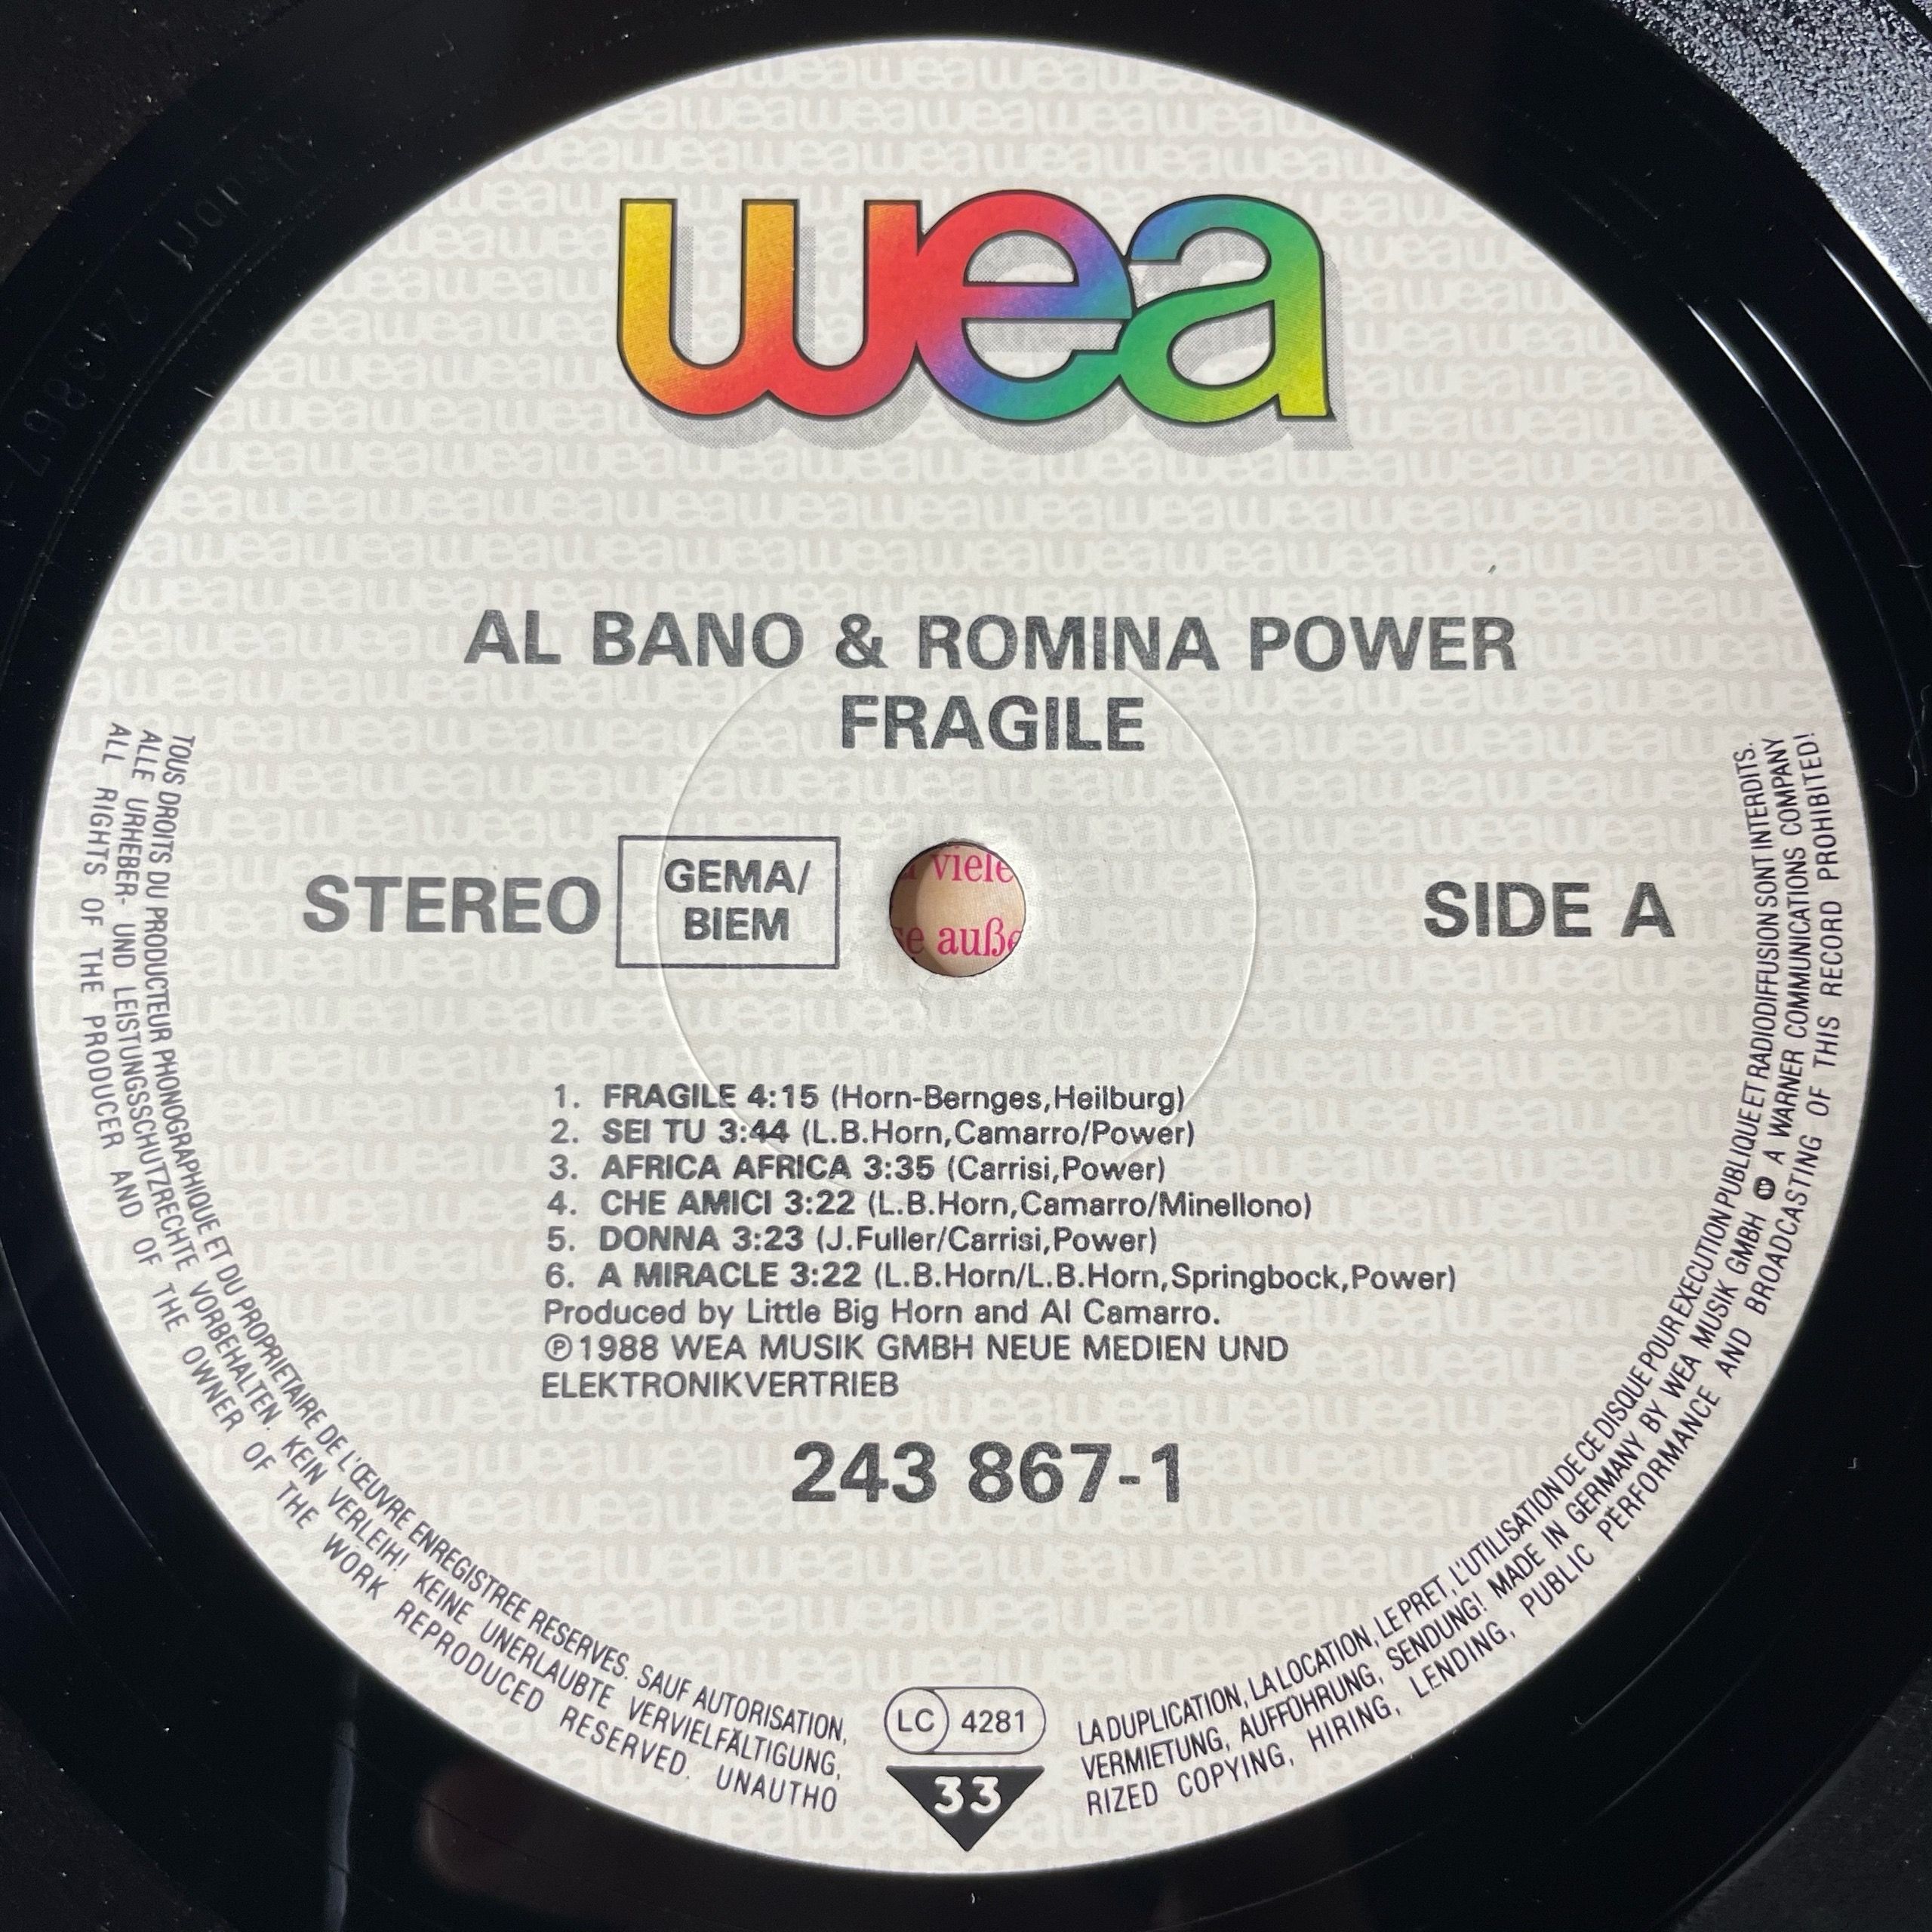 wea
AL BANO & ROMINA POWER
FRAGILE
STEREO
GEMA/
BIEM
viele
auße
SIDE A
1. FRAGILE 4:15 (Horn-Bernges,Heilburg)
2. SEI TU 3:44 (L.B.Horn,Camarro/Power)
3. AFRICA AFRICA 3:35 (Carrisi,Power)
4. CHE AMICI 3:22 (L.B.Horn,Camarro/Minellono)
5. DONNA 3:23 (J.Fuller/Carrisi,Power)
6. A MIRACLE 3:22 (L.B.Horn/L.B.Horn,Springbock,Power)
Produced by Little Big Horn and Al Camarro.
℗1988 WEA MUSIK GMBH NEUE MEDIEN UND
ELEKTRONIKVERTRIEB
243 867-1
TOUS DROITS DU PRODUCTEUR PHONOGRAPHIQUE ET DU PROPRIETAIRE DE L'ŒUVRE ENREGISTREE RESERVES. SAUF AUTORISATION,
LA DUPLICATION, LA LOCATION, LE PRET, L'UTILISATION DE CE DISQUE POUR EXECUTION PUBLIQUE ET RADIODIFFUSION SONT INTERDITS.
ALLE URHEBER- UND LEISTUNGSSCHUTZRECHTE VORBEHALTEN. KEIN VERLEIH! KEINE UNERLAUBTE VERVIELFÄLTIGUNG,
VERMIETUNG, AUFFÜHRUNG, SENDUNG! MADE IN GERMANY BY WEA MUSIK GMBH A WARNER COMMUNICATIONS COMPANY
ALL RIGHTS OF THE PRODUCER AND OF THE OWNER OF THE WORK REPRODUCED RESERVED. UNAUTHO
RIZED COPYING, HIRING, LENDING, PUBLIC PERFORMANCE AND BROADCASTING OF THIS RECORD PROHIBITED!
LC 4281
33